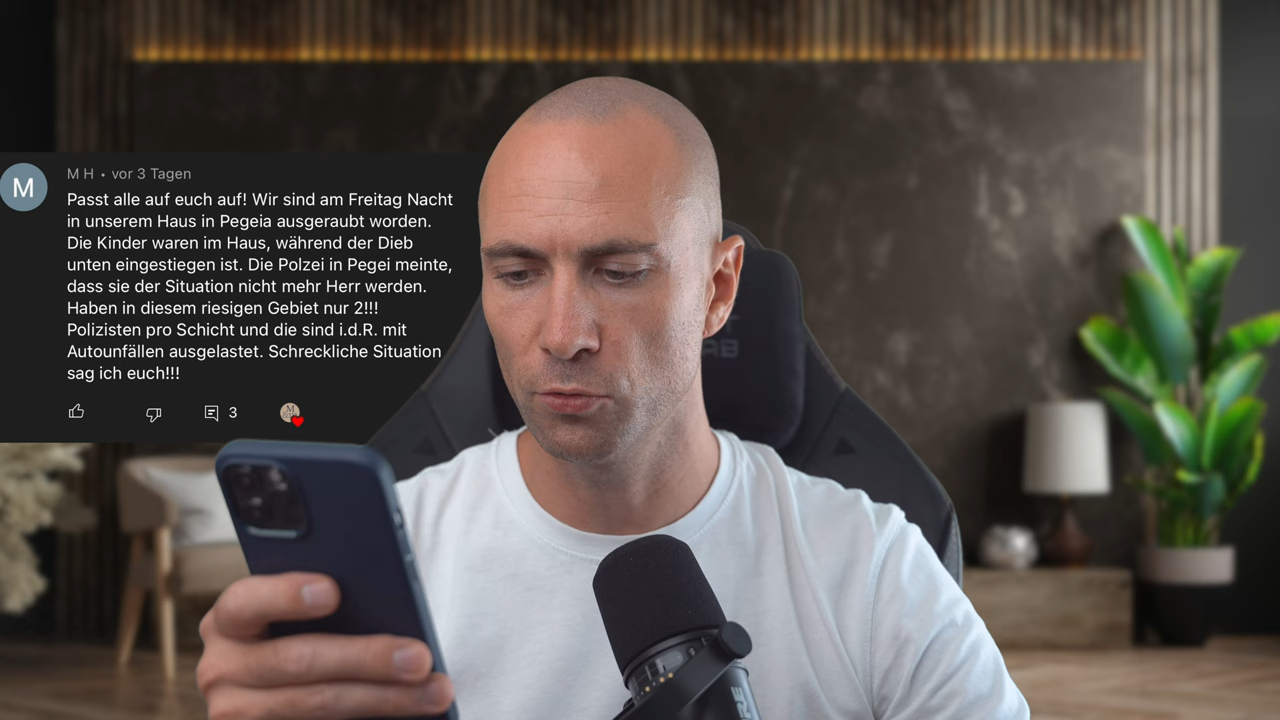 M
M H • vor 3 Tagen
Passt alle auf euch auf! Wir sind am Freitag Nacht
in unserem Haus in Pegeia ausgeraubt worden.
Die Kinder waren im Haus, während der Dieb
unten eingestiegen ist. Die Polzei in Pegei meinte,
dass sie der Situation nicht mehr Herr werden.
Haben in diesem riesigen Gebiet nur 2!!!
Polizisten pro Schicht und die sind i.d.R. mit
Autounfällen ausgelastet. Schreckliche Situation
sag ich euch!!!
3